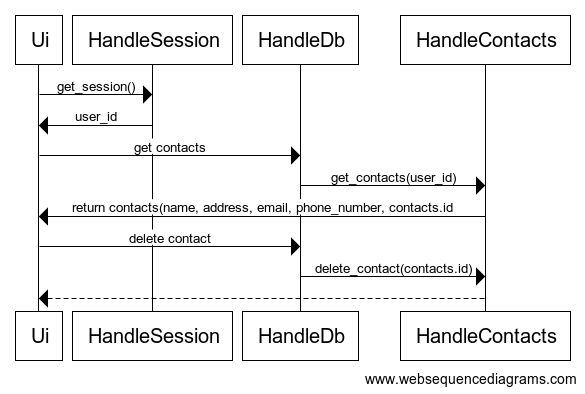 Ui HandleSession HandleDb HandleContacts
get_session()
user_id
get contacts
get_contacts(user_id)
return contacts(name, address, email, phone_number, contacts.id
delete contact
delete_contact(contacts.id)
Ui HandleSession HandleDb HandleContacts
www.websequencediagrams.com